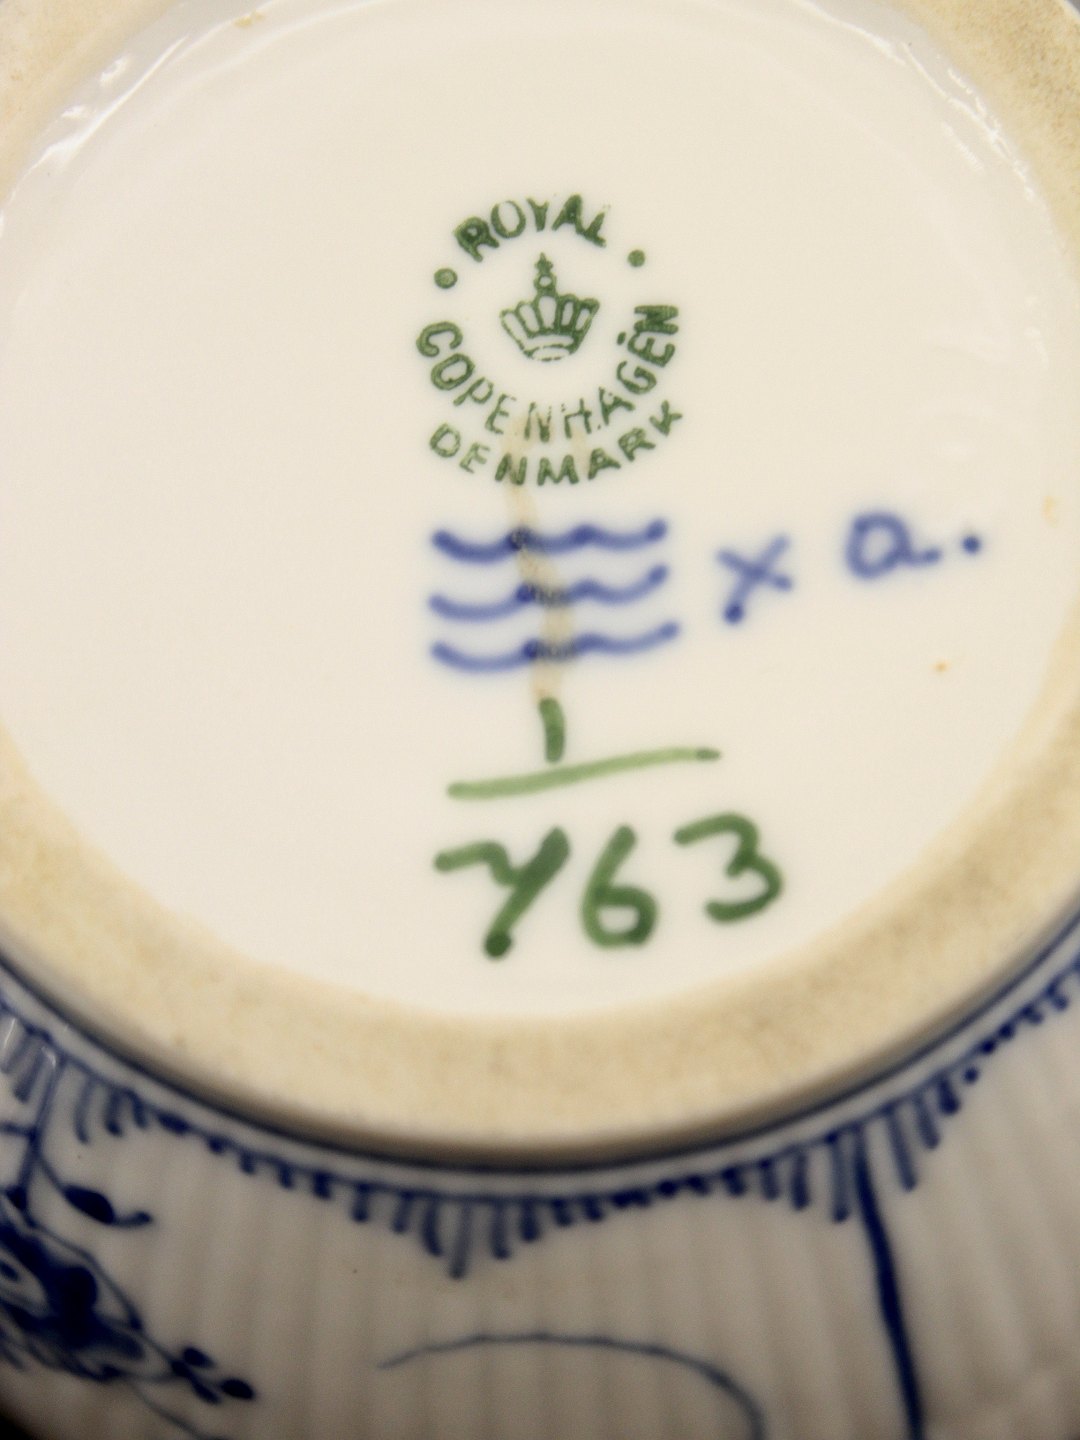 ROYAL
COPENHAGEN
DENMARK
x a.
1
763